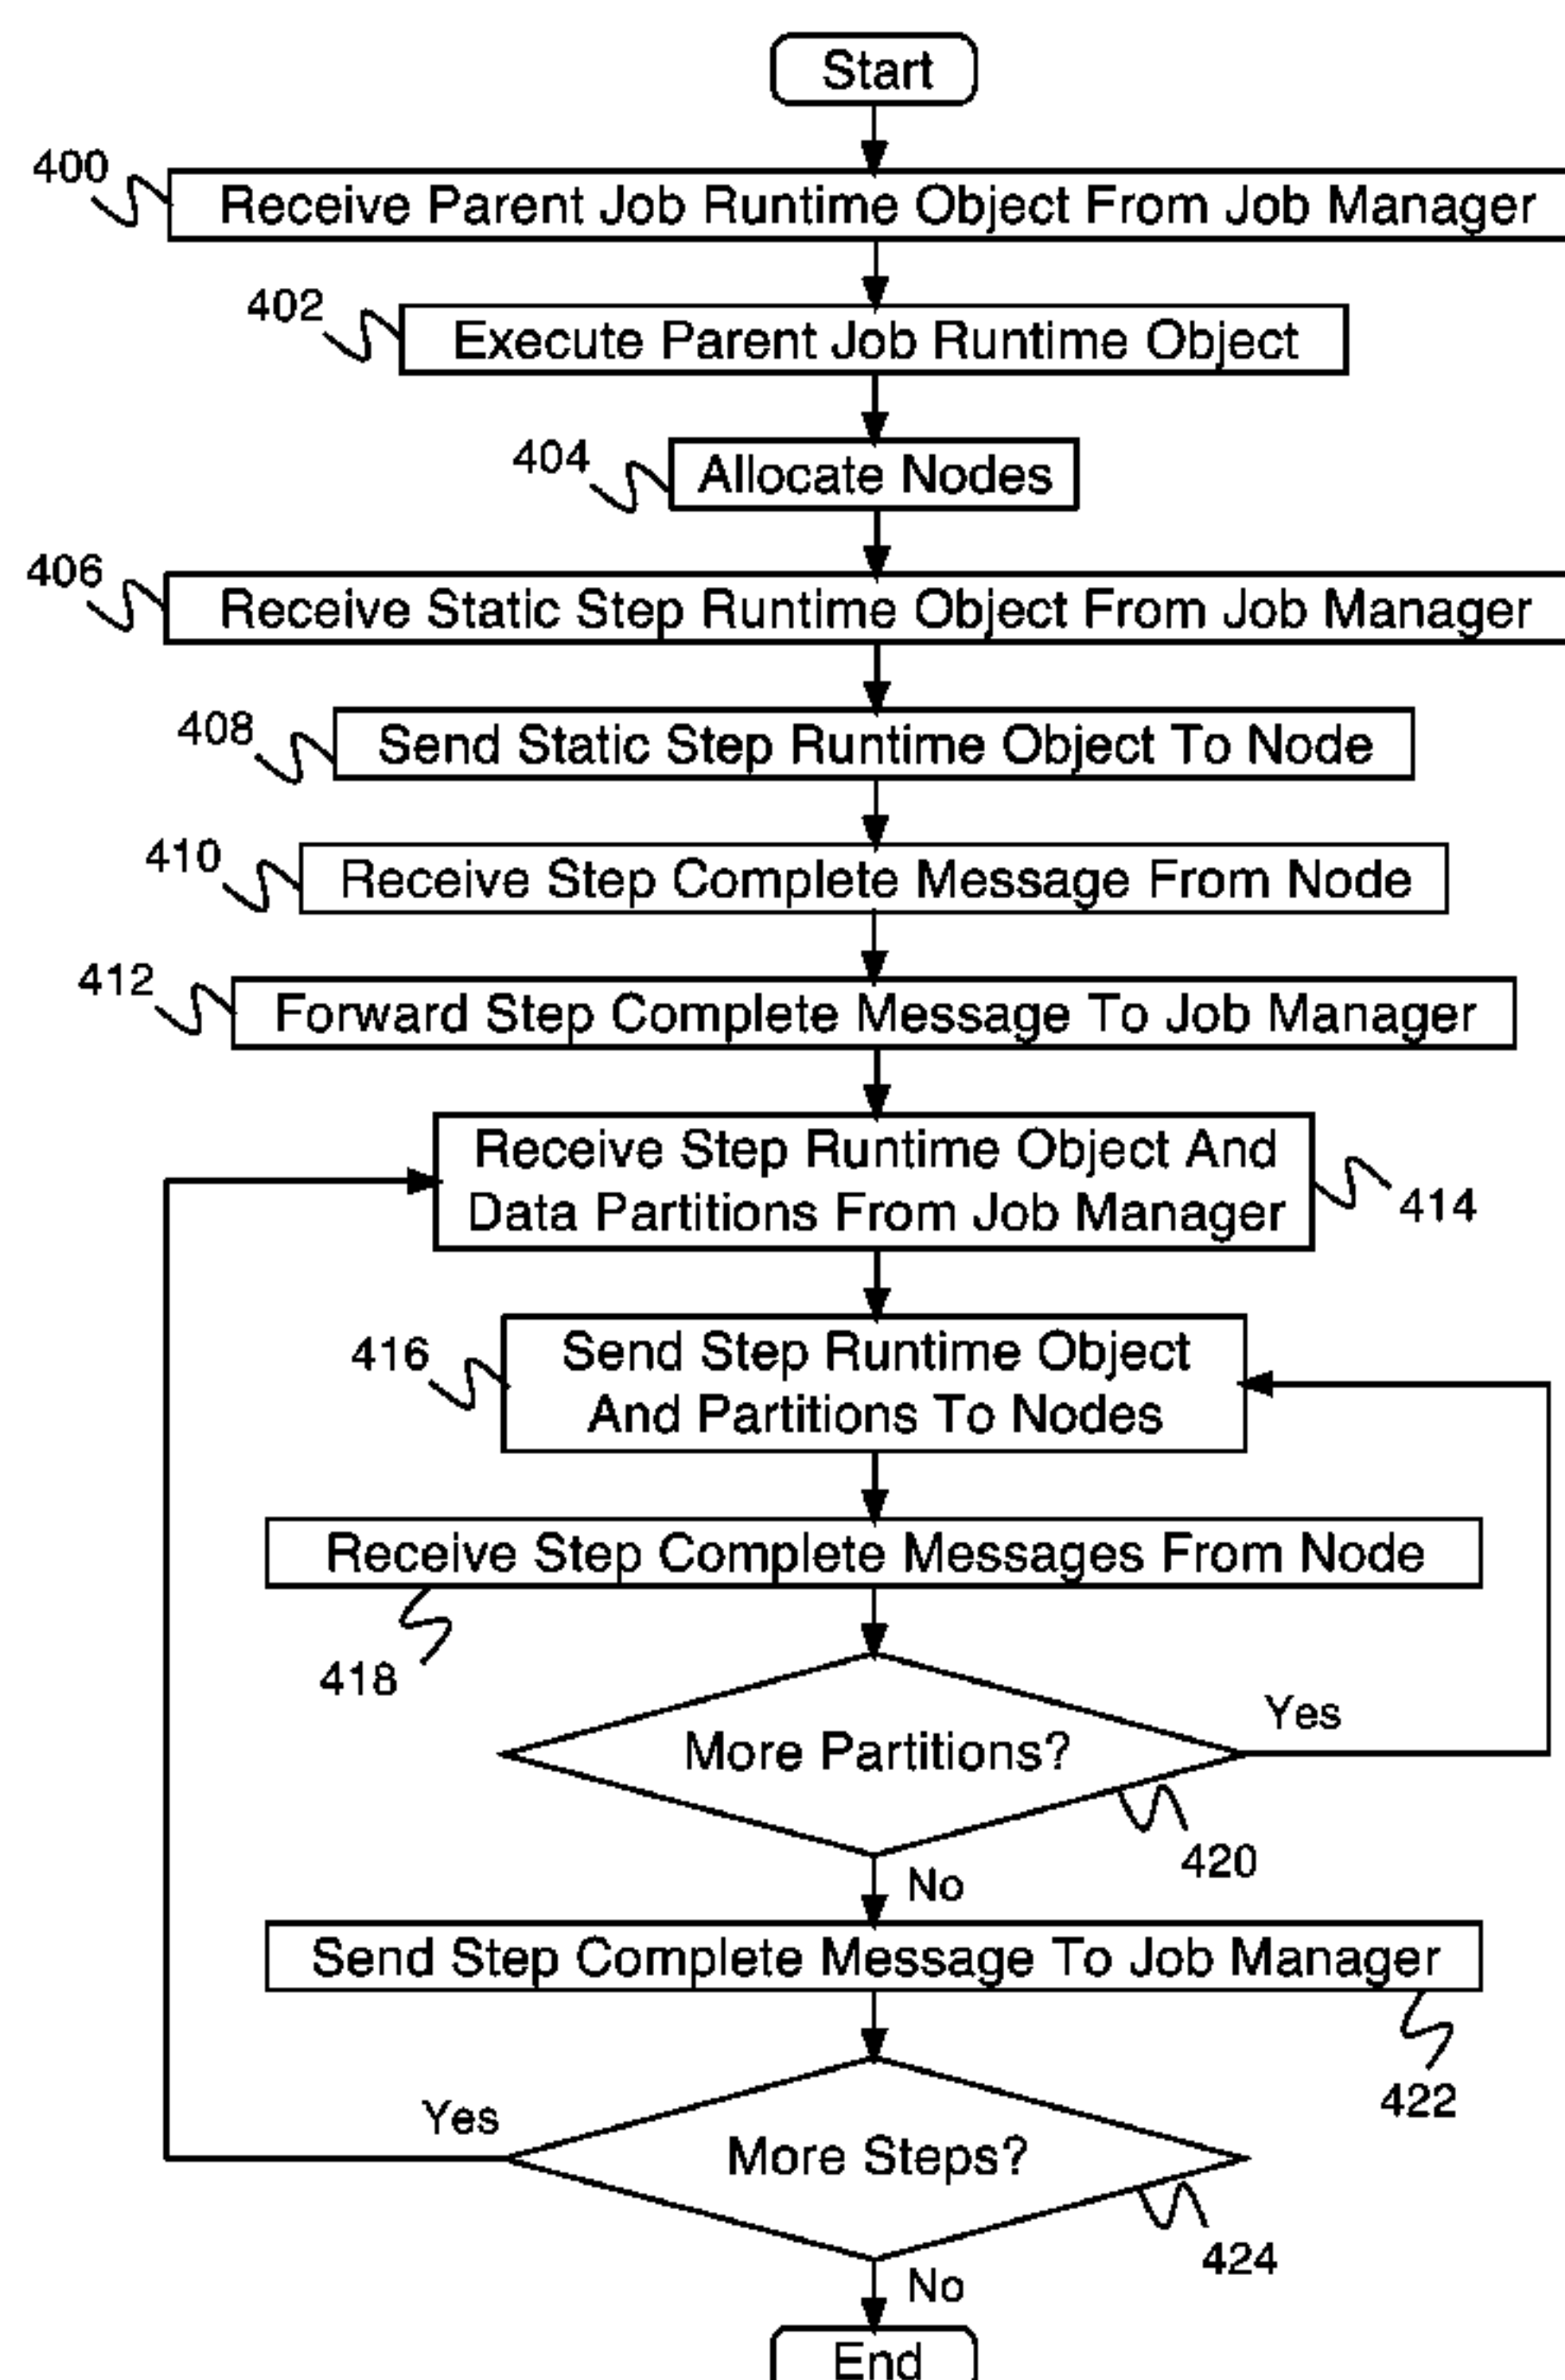 Start
400
Receive Parent Job Runtime Object From Job Manager
402
Execute Parent Job Runtime Object
404
Allocate Nodes
406
Receive Static Step Runtime Object From Job Manager
408
Send Static Step Runtime Object To Node
410
Receive Step Complete Message From Node
412
Forward Step Complete Message To Job Manager
Receive Step Runtime Object And
Data Partitions From Job Manager
414
416
Send Step Runtime Object
And Partitions To Nodes
Receive Step Complete Messages From Node
418
More Partitions?
Yes
420
No
Send Step Complete Message To Job Manager
422
Yes
More Steps?
424
No
End